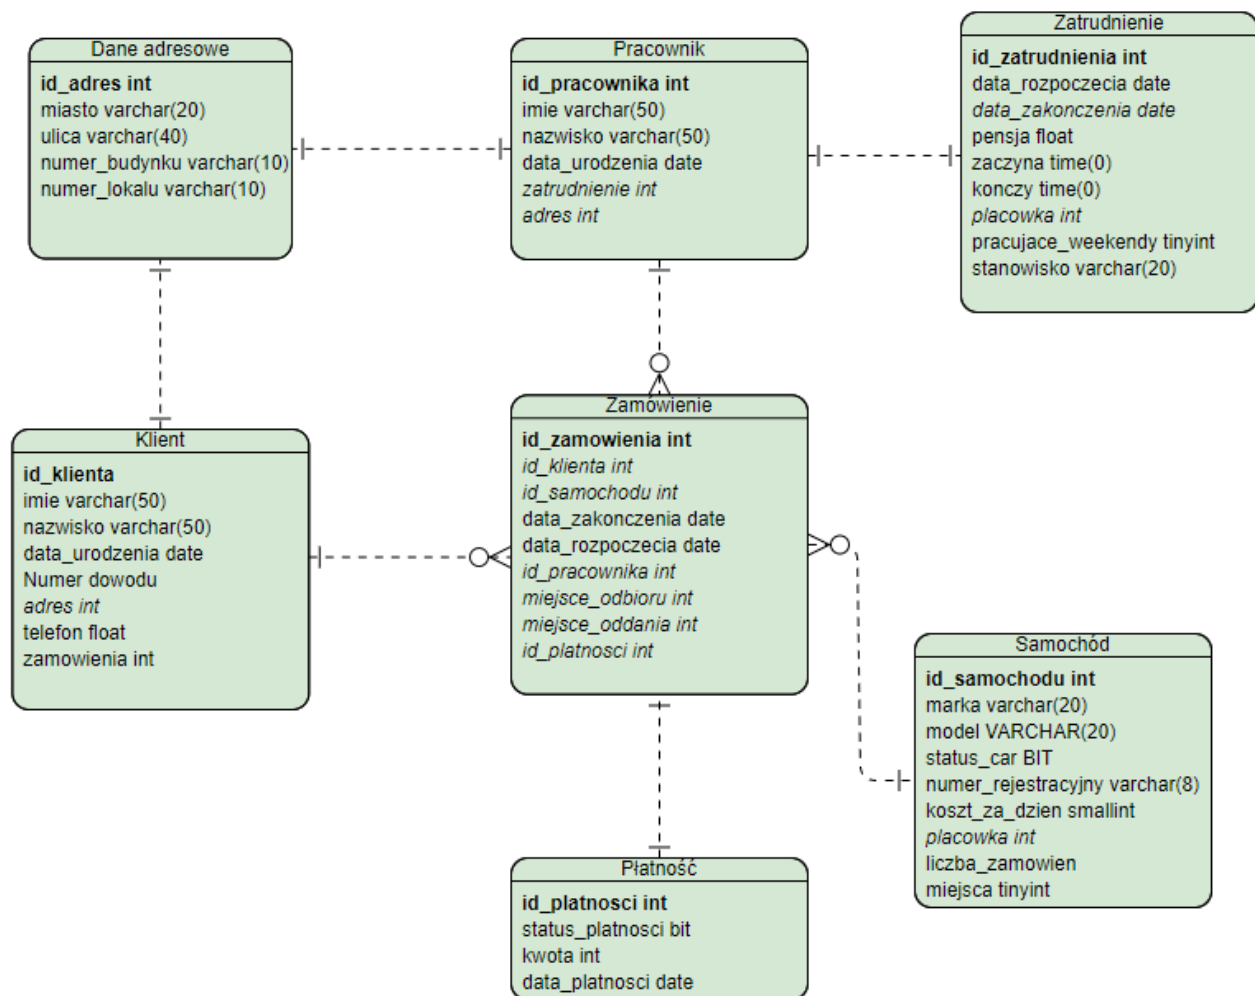 Dane adresowe
id_adres int
miasto varchar(20)
ulica varchar(40)
numer_budynku varchar(10)
numer_lokalu varchar(10)
Pracownik
id_pracownika int
imie varchar(50)
nazwisko varchar(50)
data_urodzenia date
zatrudnienie int
adres int
Zatrudnienie
id_zatrudnienia int
data_rozpoczecia date
data_zakonczenia date
pensja float
zaczyna time(0)
konczy time(0)
placowka int
pracujace_weekendy tinyint
stanowisko varchar(20)
Klient
id_klienta
imie varchar(50)
nazwisko varchar(50)
data_urodzenia date
Numer dowodu
adres int
telefon float
zamowienia int
Zamówienie
id_zamowienia int
id_klienta int
id_samochodu int
data_zakonczenia date
data_rozpoczecia date
id_pracownika int
miejsce_odbioru int
miejsce_oddania int
id_platnosci int
Samochód
id_samochodu int
marka varchar(20)
model VARCHAR(20)
status_car BIT
numer_rejestracyjny varchar(8)
koszt_za_dzien smallint
placowka int
liczba_zamowien
miejsca tinyint
Płatność
id_platnosci int
status_platnosci bit
kwota int
data_platnosci date